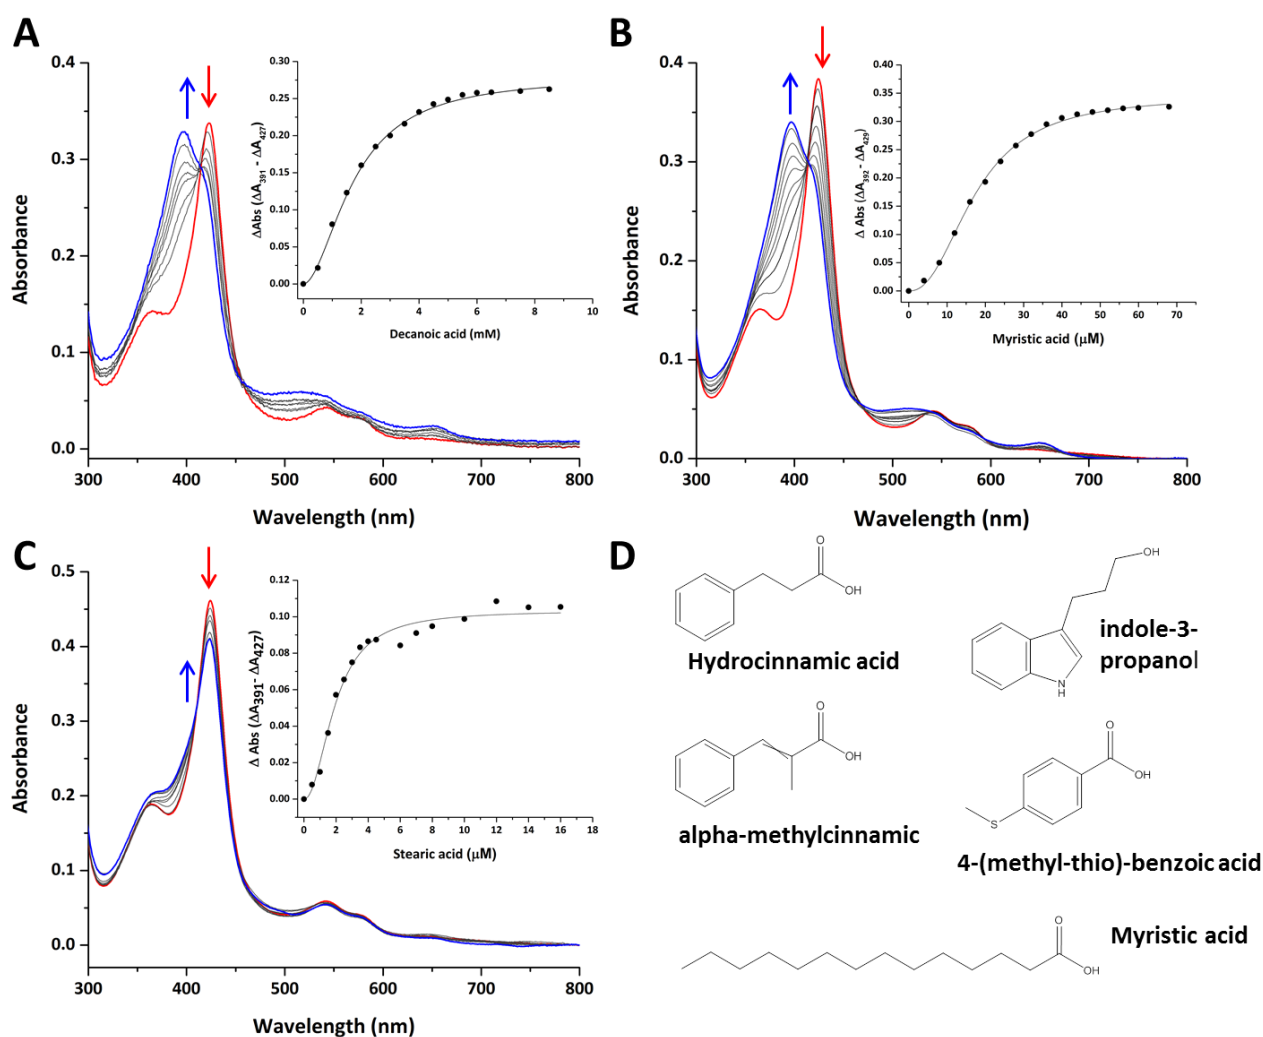 A
0.4
0.3
0.2
0.1
0.0
300
400
500
600
700
800
Absorbance
Wavelength (nm)
0.30
0.25
0.20
0.15
0.10
0.05
0.00
0
2
4
6
8
10
ΔAbs (ΔA391 - ΔA427)
Decanoic acid (mM)
B
0.4
0.3
0.2
0.1
0.0
300
400
500
600
700
800
Absorbance
Wavelength (nm)
0.40
0.35
0.30
0.25
0.20
0.15
0.10
0.05
0.00
0
10
20
30
40
50
60
70
Δ Abs (ΔA392 - ΔA429)
Myristic acid (μM)
C
0.5
0.4
0.3
0.2
0.1
0.0
300
400
500
600
700
800
Absorbance
Wavelength (nm)
0.12
0.10
0.08
0.06
0.04
0.02
0.00
0
2
4
6
8
10
12
14
16
18
Δ Abs (ΔA391- ΔA427)
Stearic acid (μM)
D
O
OH
Hydrocinnamic acid
OH
N
H
indole-3-
propanol
O
OH
alpha-methylcinnamic
O
OH
S
4-(methyl-thio)-benzoic acid
O
OH
Myristic acid